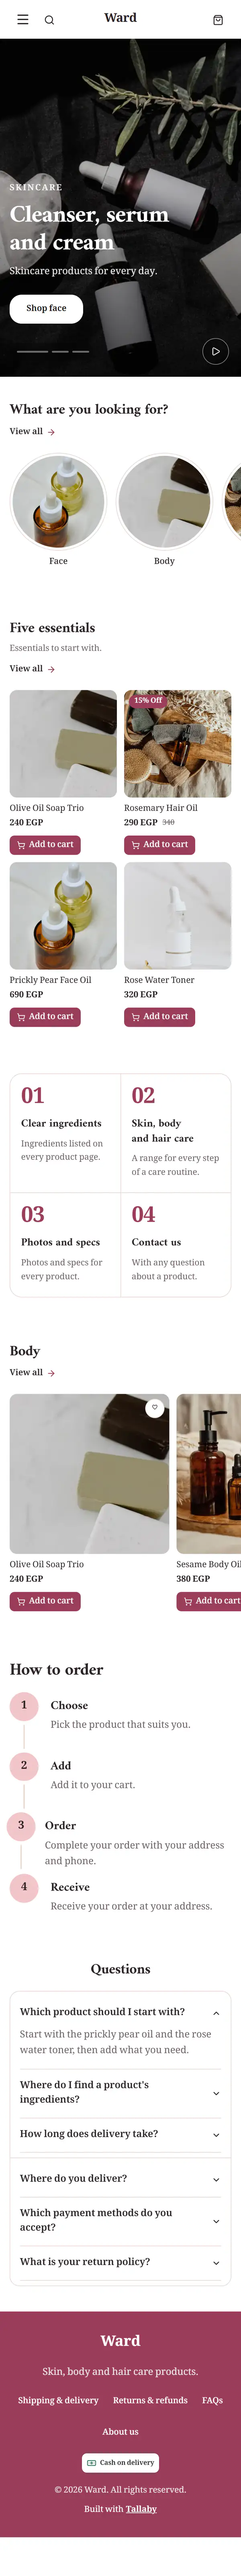 Ward
SKINCARE
Cleanser, serum
and cream
Skincare products for every day.
Shop face
What are you looking for?
View all
Face
Body
Five essentials
Essentials to start with.
View all
15% Off
Olive Oil Soap Trio
240 EGP
Add to cart
Rosemary Hair Oil
290 EGP 340
Add to cart
Prickly Pear Face Oil
690 EGP
Add to cart
Rose Water Toner
320 EGP
Add to cart
01
Clear ingredients
Ingredients listed on
every product page.
02
Skin, body
and hair care
A range for every step
of a care routine.
03
Photos and specs
Photos and specs for
every product.
04
Contact us
With any question
about a product.
Body
View all
Olive Oil Soap Trio
240 EGP
Add to cart
Sesame Body Oil
380 EGP
Add to cart
How to order
1
Choose
Pick the product that suits you.
2
Add
Add it to your cart.
3
Order
Complete your order with your address
and phone.
4
Receive
Receive your order at your address.
Questions
Which product should I start with?
Start with the prickly pear oil and the rose
water toner, then add what you need.
Where do I find a product's
ingredients?
How long does delivery take?
Where do you deliver?
Which payment methods do you
accept?
What is your return policy?
Ward
Skin, body and hair care products.
Shipping & delivery Returns & refunds FAQs
About us
Cash on delivery
© 2026 Ward. All rights reserved.
Built with Tallaby